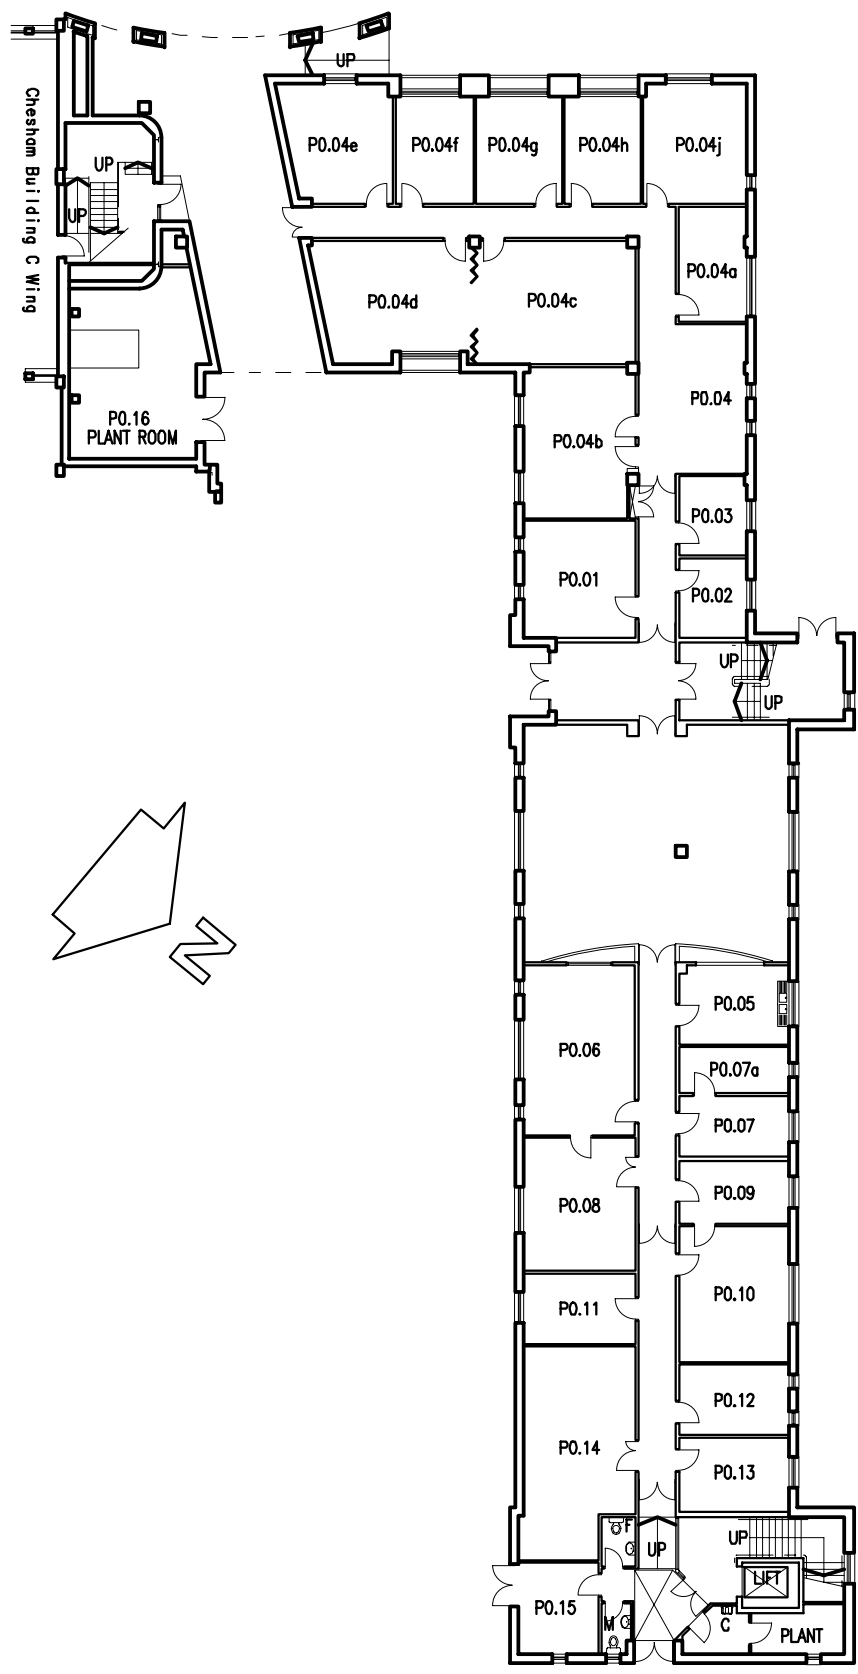 UP
Chesham Building C Wing
P0.04e
P0.04f
P0.04g
P0.04h
P0.04j
UP
UP
P0.04a
P0.04d
P0.04c
P0.04
P0.16
PLANT ROOM
P0.04b
P0.03
P0.01
P0.02
UP
UP
N
P0.05
P0.06
P0.07a
P0.07
P0.09
P0.08
P0.10
P0.11
P0.12
P0.14
P0.13
F
UP
UP
LIFT
P0.15
M
C
PLANT